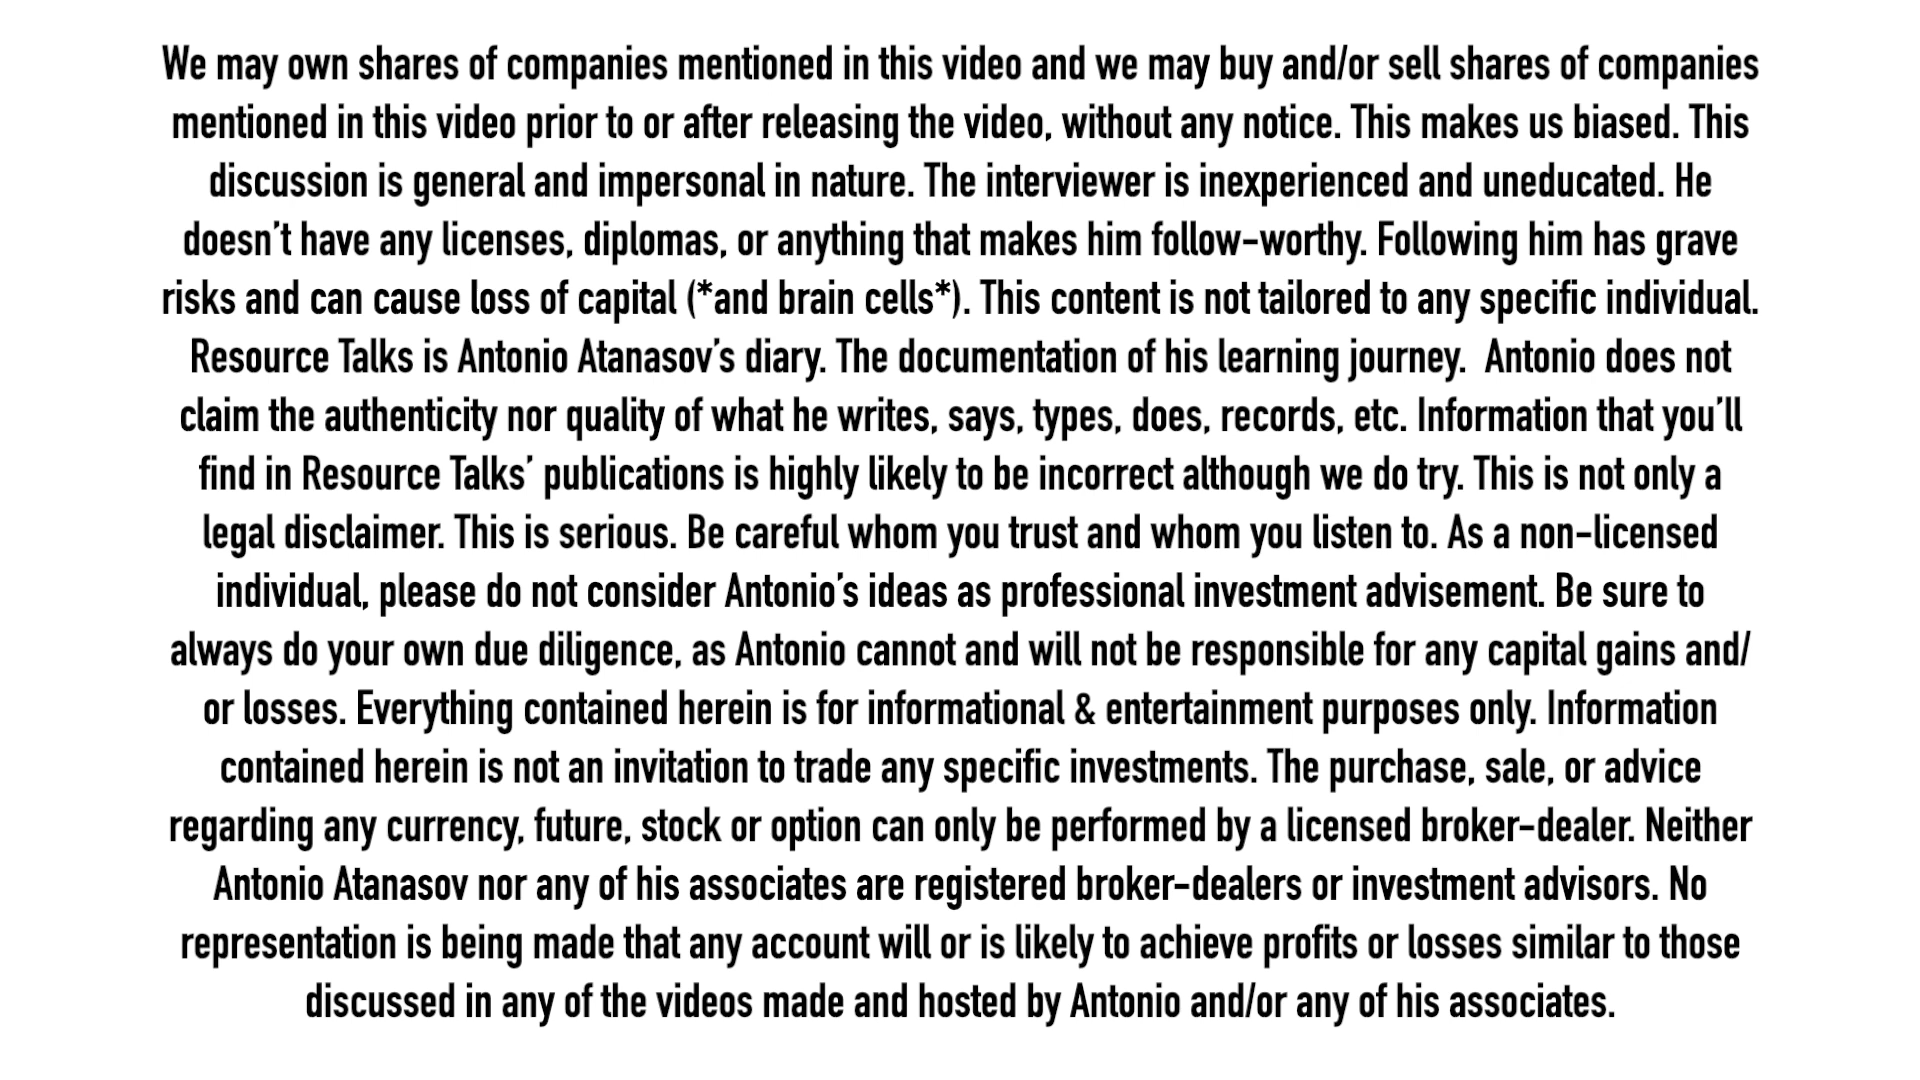 We may own shares of companies mentioned in this video and we may buy and/or sell shares of companies
mentioned in this video prior to or after releasing the video, without any notice. This makes us biased. This
discussion is general and impersonal in nature. The interviewer is inexperienced and uneducated. He
doesn’t have any licenses, diplomas, or anything that makes him follow-worthy. Following him has grave
risks and can cause loss of capital (*and brain cells*). This content is not tailored to any specific individual.
Resource Talks is Antonio Atanasov’s diary. The documentation of his learning journey.  Antonio does not
claim the authenticity nor quality of what he writes, says, types, does, records, etc. Information that you’ll
find in Resource Talks’ publications is highly likely to be incorrect although we do try. This is not only a
legal disclaimer. This is serious. Be careful whom you trust and whom you listen to. As a non-licensed
individual, please do not consider Antonio’s ideas as professional investment advisement. Be sure to
always do your own due diligence, as Antonio cannot and will not be responsible for any capital gains and/
or losses. Everything contained herein is for informational & entertainment purposes only. Information
contained herein is not an invitation to trade any specific investments. The purchase, sale, or advice
regarding any currency, future, stock or option can only be performed by a licensed broker-dealer. Neither
Antonio Atanasov nor any of his associates are registered broker-dealers or investment advisors. No
representation is being made that any account will or is likely to achieve profits or losses similar to those
discussed in any of the videos made and hosted by Antonio and/or any of his associates.